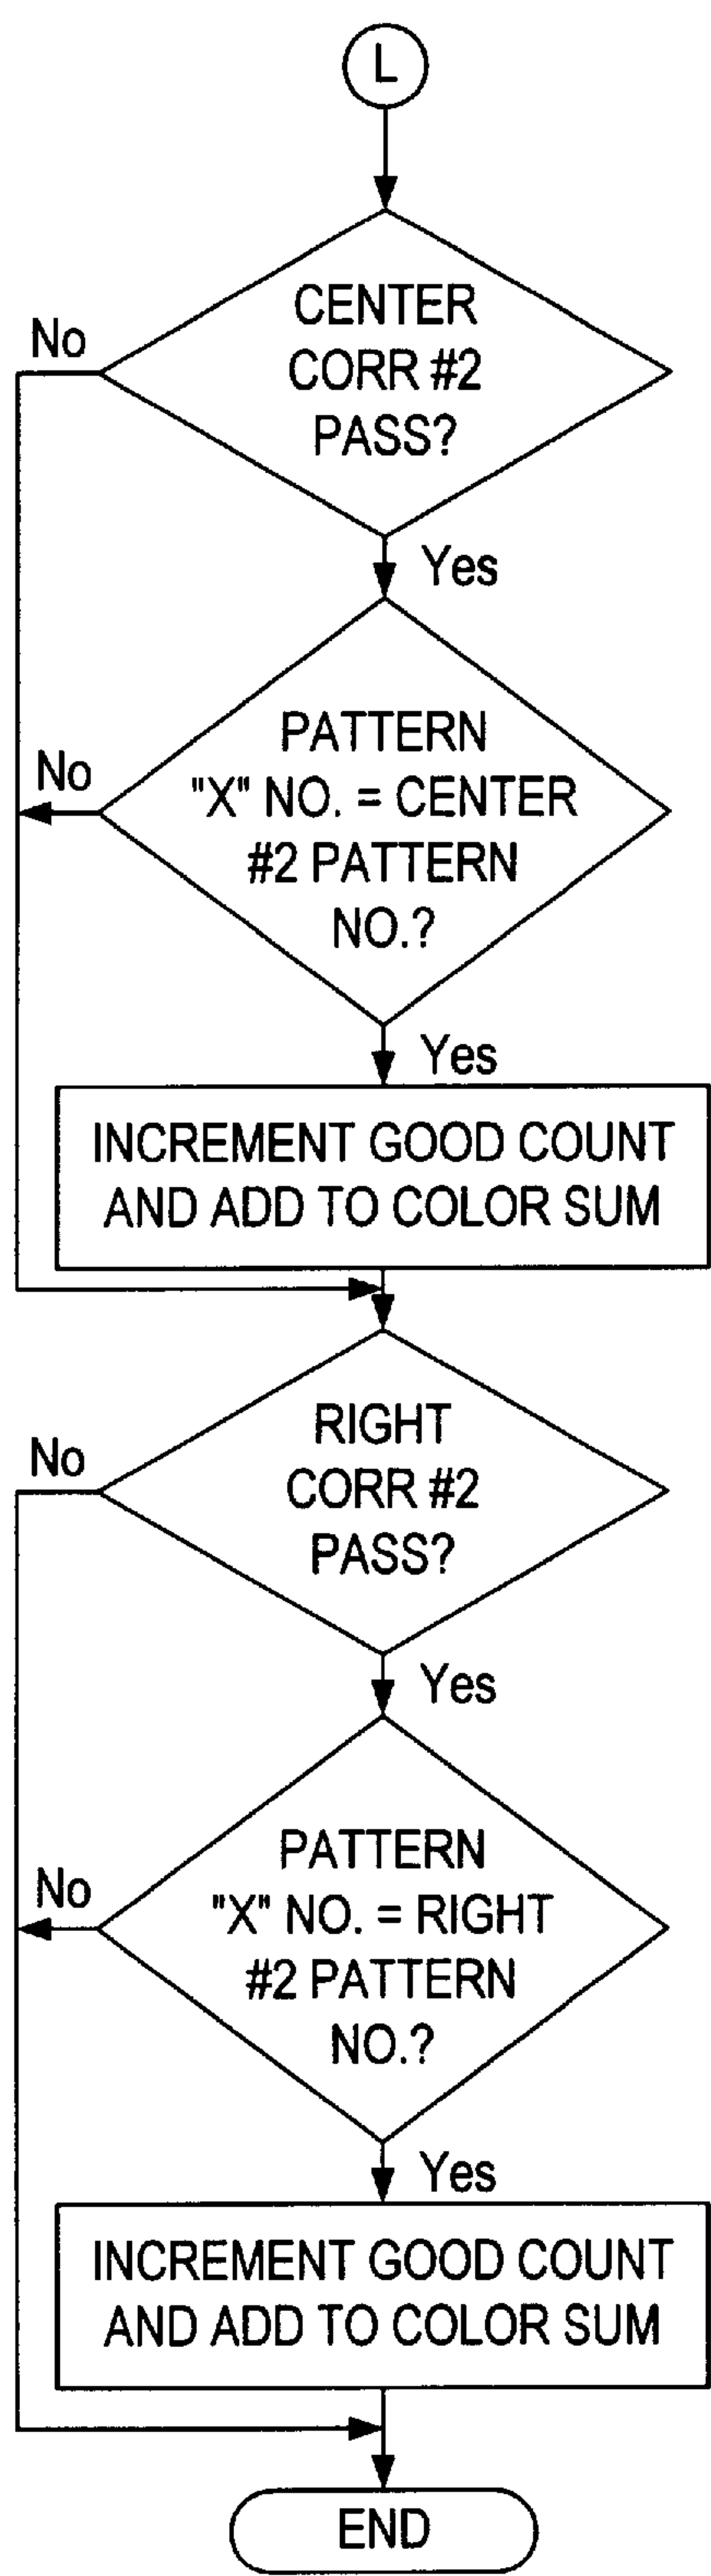 L
CENTER
CORR #2
PASS?
No
Yes
PATTERN
"X" NO. = CENTER
#2 PATTERN
NO.?
No
Yes
INCREMENT GOOD COUNT
AND ADD TO COLOR SUM
RIGHT
CORR #2
PASS?
No
Yes
PATTERN
"X" NO. = RIGHT
#2 PATTERN
NO.?
No
Yes
INCREMENT GOOD COUNT
AND ADD TO COLOR SUM
END